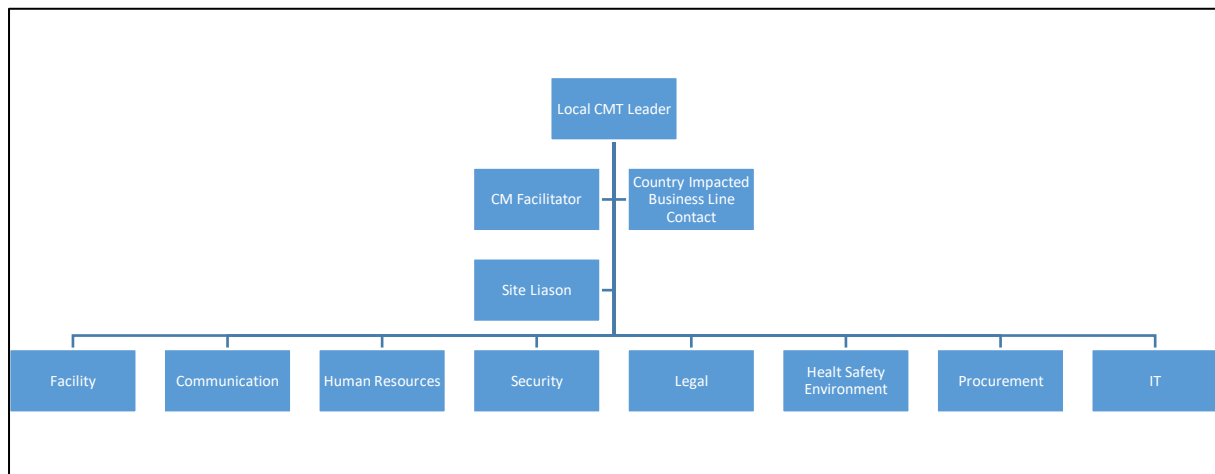 Local CMT Leader
CM Facilitator
Country Impacted
Business Line
Contact
Site Liason
Facility
Communication
Human Resources
Security
Legal
Healt Safety
Environment
Procurement
IT